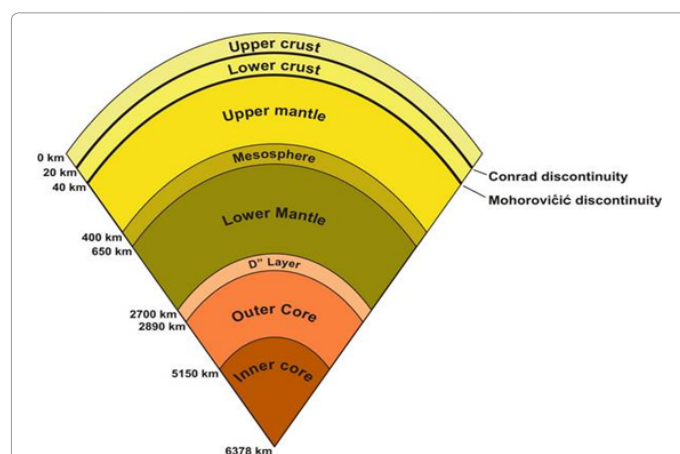 Upper crust
Lower crust
Upper mantle
0 km
20 km
40 km
Mesosphere
Conrad discontinuity
Mohorovičić discontinuity
Lower Mantle
400 km
650 km
D" Layer
Outer Core
2700 km
2890 km
Inner core
5150 km
6378 km